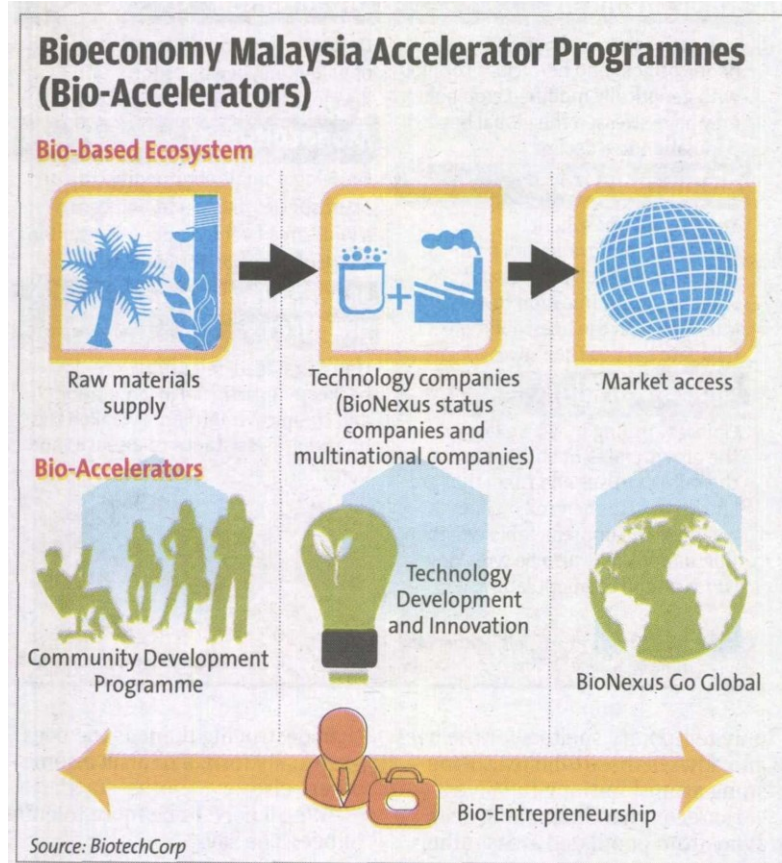 Bioeconomy Malaysia Accelerator Programmes
(Bio-Accelerators)
Bio-based Ecosystem
Raw materials
supply
Technology companies
(BioNexus status
companies and
multinational companies)
Market access
Bio-Accelerators
Community Development
Programme
Technology
Development
and Innovation
BioNexus Go Global
Bio-Entrepreneurship
Source: BiotechCorp